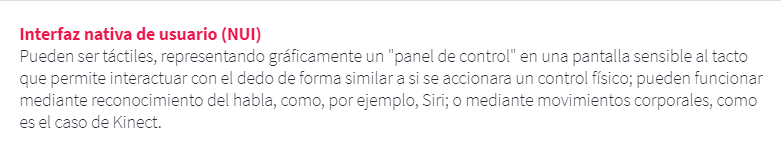 Interfaz nativa de usuario (NUI)
Pueden ser táctiles, representando gráficamente un "panel de control" en una pantalla sensible al tacto
que permite interactuar con el dedo de forma similar a si se accionara un control físico; pueden funcionar
mediante reconocimiento del habla, como, por ejemplo, Siri; o mediante movimientos corporales, como
es el caso de Kinect.